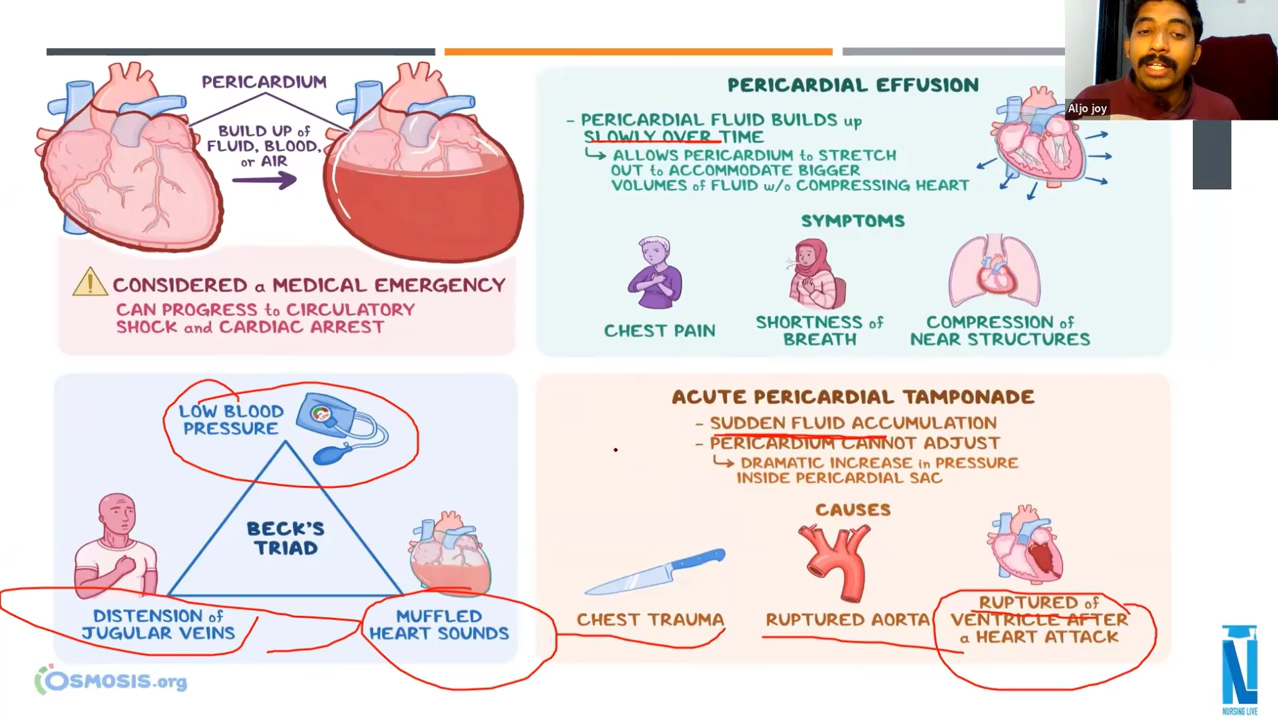 PERICARDIUM
BUILD UP of
FLUID, BLOOD,
or AIR
CONSIDERED a MEDICAL EMERGENCY
CAN PROGRESS to CIRCULATORY
SHOCK and CARDIAC ARREST
PERICARDIAL EFFUSION
- PERICARDIAL FLUID BUILDS up
SLOWLY OVER TIME
↳ ALLOWS PERICARDIUM to STRETCH
OUT to ACCOMMODATE BIGGER
VOLUMES of FLUID w/o COMPRESSING HEART
SYMPTOMS
CHEST PAIN
SHORTNESS of
BREATH
COMPRESSION of
NEAR STRUCTURES
Aljo joy
LOW BLOOD
PRESSURE
BECK'S
TRIAD
DISTENSION of
JUGULAR VEINS
MUFFLED
HEART SOUNDS
ACUTE PERICARDIAL TAMPONADE
- SUDDEN FLUID ACCUMULATION
- PERICARDIUM CANNOT ADJUST
↳ DRAMATIC INCREASE in PRESSURE
INSIDE PERICARDIAL SAC
CAUSES
CHEST TRAUMA
RUPTURED AORTA
RUPTURED of
VENTRICLE AFTER
a HEART ATTACK
OSMOSIS.org
NURSING LIVE